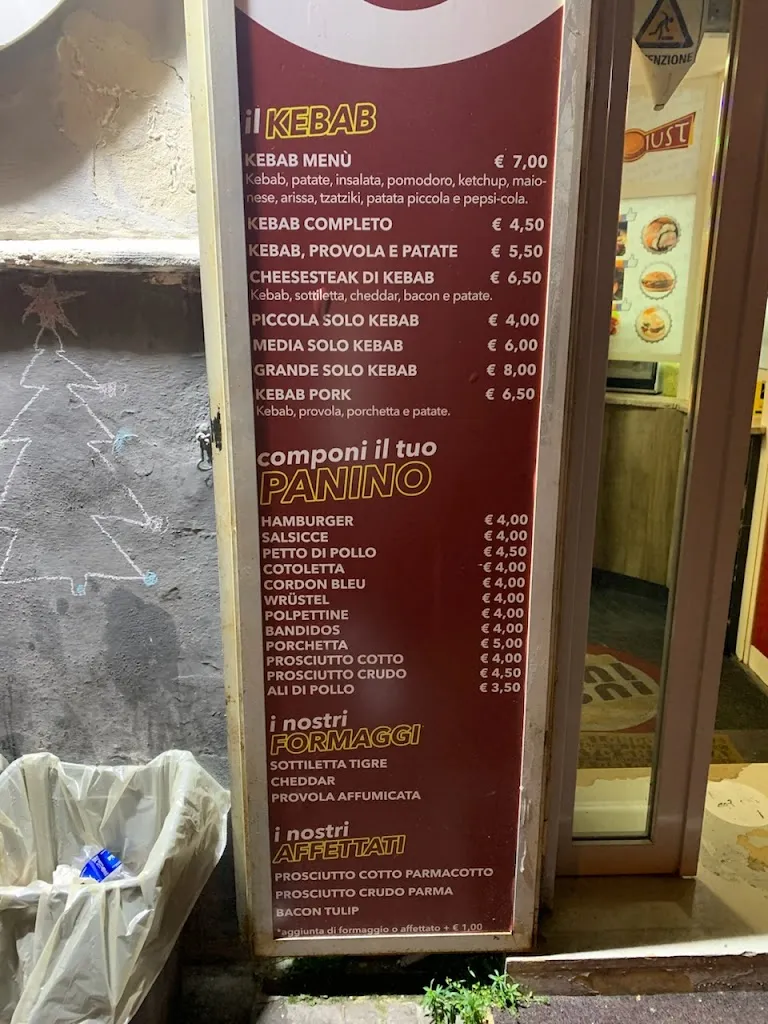 ENZIONE
IUST
il KEBAB
KEBAB MENÙ € 7,00
Kebab, patate, insalata, pomodoro, ketchup, maio-
nese, arissa, tzatziki, patata piccola e pepsi-cola.
KEBAB COMPLETO € 4,50
KEBAB, PROVOLA E PATATE € 5,50
CHEESESTEAK DI KEBAB € 6,50
Kebab, sottiletta, cheddar, bacon e patate.
PICCOLA SOLO KEBAB € 4,00
MEDIA SOLO KEBAB € 6,00
GRANDE SOLO KEBAB € 8,00
KEBAB PORK € 6,50
Kebab, provola, porchetta e patate.
componi il tuo
PANINO
HAMBURGER € 4,00
SALSICCE € 4,00
PETTO DI POLLO € 4,50
COTOLETTA € 4,00
CORDON BLEU € 4,00
WRÜSTEL € 4,00
POLPETTINE € 4,00
BANDIDOS € 4,00
PORCHETTA € 5,00
PROSCIUTTO COTTO € 4,00
PROSCIUTTO CRUDO € 4,50
ALI DI POLLO € 3,50
i nostri
FORMAGGI
SOTTILETTA TIGRE
CHEDDAR
PROVOLA AFFUMICATA
i nostri
AFFETTATI
PROSCIUTTO COTTO PARMACOTTO
PROSCIUTTO CRUDO PARMA
BACON TULIP
*aggiunta di formaggio o affettato + € 1,00